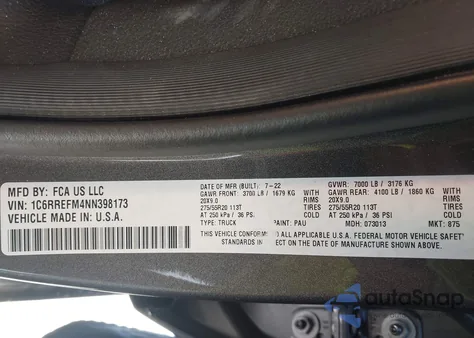 MFD BY: FCA US LLC
VIN: 1C6RREFM4NN398173
VEHICLE MADE IN: U.S.A.
DATE OF MFR (BUILT): 7-22 GVWR: 7000 LB / 3176 KG
GAWR FRONT: 3700 LB / 1679 KG GAWR REAR: 4100 LB / 1860 KG
20X9.0 RIMS 20X9.0 RIMS
275/55R20 113T TIRES 275/55R20 113T TIRES
AT 250 kPa / 36 PSI. COLD AT 250 kPa / 36 PSI. COLD
TYPE: TRUCK PAINT: PAU MDH: 073013 MKT: 875
THIS VEHICLE CONFORMS TO ALL APPLICABLE U.S.A. FEDERAL MOTOR VEHICLE SAFETY
STANDARDS IN EFFECT ON THE DATE OF MANUFACTURE SHOWN ABOVE.
autoSnap